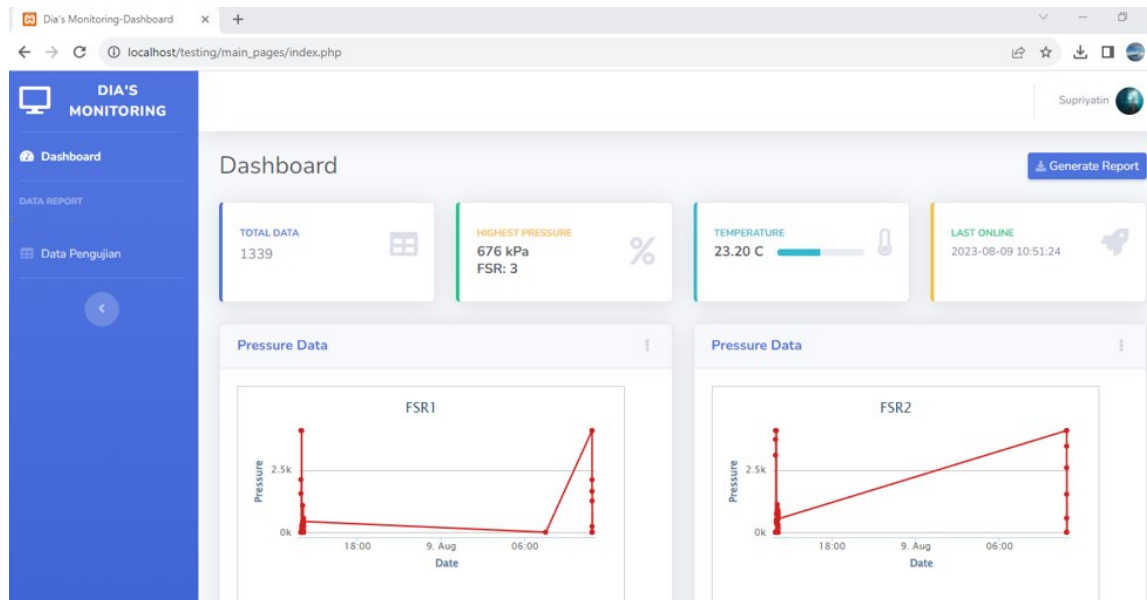 Dia's Monitoring-Dashboard
localhost/testing/main_pages/index.php
DIA'S
MONITORING
Supriyatin
Dashboard
Dashboard
Generate Report
DATA REPORT
Data Pengujian
TOTAL DATA
1339
HIGHEST PRESSURE
676 kPa
FSR: 3
TEMPERATURE
23.20 C
LAST ONLINE
2023-08-09 10:51:24
Pressure Data
FSR1
Pressure
2.5k
0k
18:00 9. Aug 06:00
Date
Pressure Data
FSR2
Pressure
2.5k
0k
18:00 9. Aug 06:00
Date